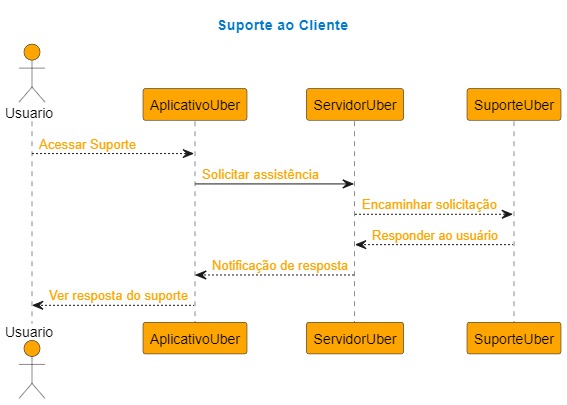 Suporte ao Cliente
Usuario
AplicativoUber
ServidorUber
SuporteUber
Acessar Suporte
Solicitar assistência
Encaminhar solicitação
Responder ao usuário
Notificação de resposta
Ver resposta do suporte
Usuario
AplicativoUber
ServidorUber
SuporteUber